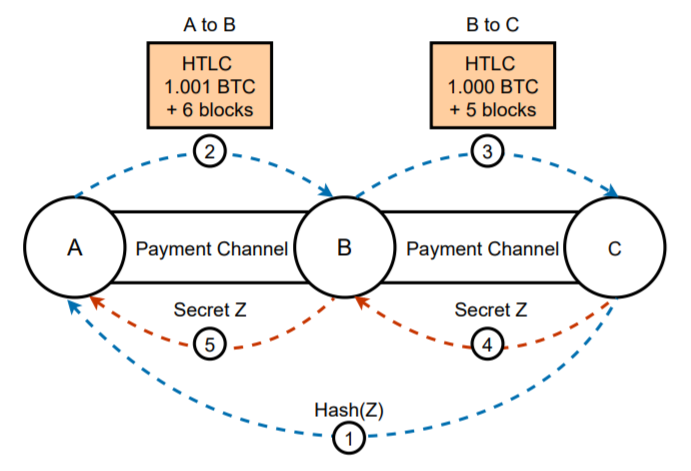 A to B
HTLC
1.001 BTC
+ 6 blocks
B to C
HTLC
1.000 BTC
+ 5 blocks
2
3
A
Payment Channel
B
Payment Channel
C
Secret Z
5
Secret Z
4
Hash(Z)
1